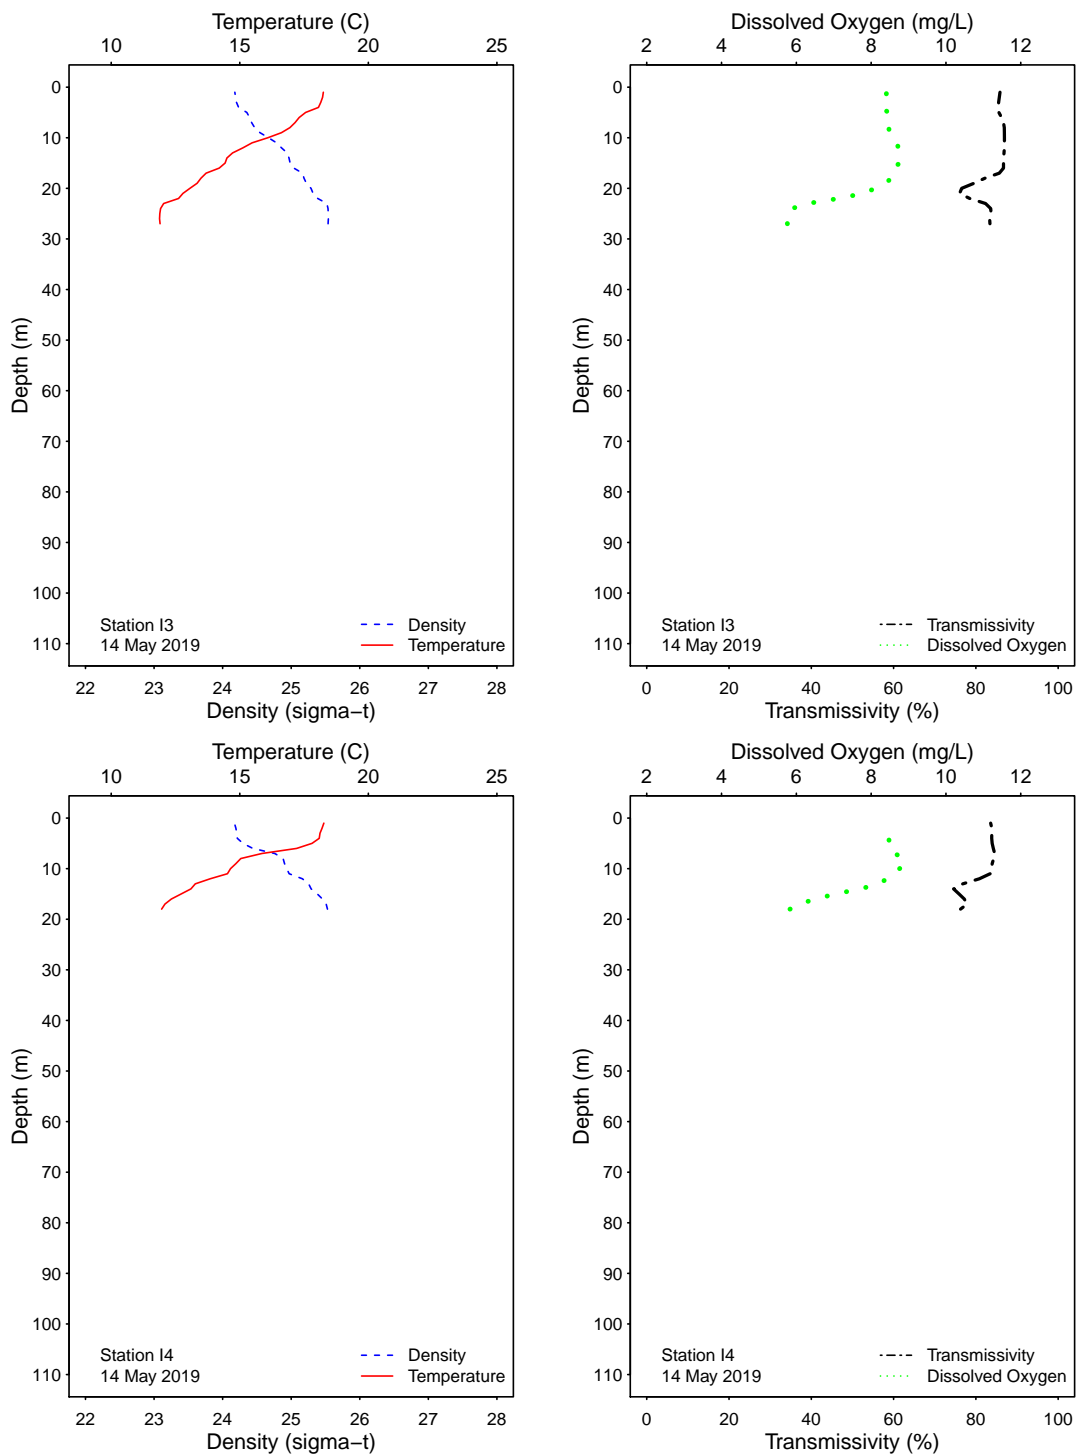 Temperature (C)
10 15 20 25
0
10
20
30
40
50
60
70
80
90
100
110
Depth (m)
Station I3
14 May 2019
Density
Temperature
22 23 24 25 26 27 28
Density (sigma−t)
Dissolved Oxygen (mg/L)
2 4 6 8 10 12
0
10
20
30
40
50
60
70
80
90
100
110
Depth (m)
Station I3
14 May 2019
Transmissivity
Dissolved Oxygen
0 20 40 60 80 100
Transmissivity (%)
Temperature (C)
10 15 20 25
0
10
20
30
40
50
60
70
80
90
100
110
Depth (m)
Station I4
14 May 2019
Density
Temperature
22 23 24 25 26 27 28
Density (sigma−t)
Dissolved Oxygen (mg/L)
2 4 6 8 10 12
0
10
20
30
40
50
60
70
80
90
100
110
Depth (m)
Station I4
14 May 2019
Transmissivity
Dissolved Oxygen
0 20 40 60 80 100
Transmissivity (%)